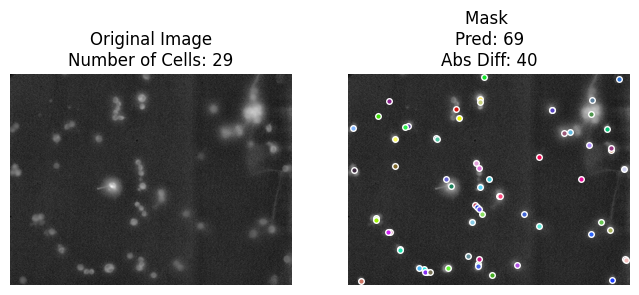 Original Image
Number of Cells: 29
Mask
Pred: 69
Abs Diff: 40